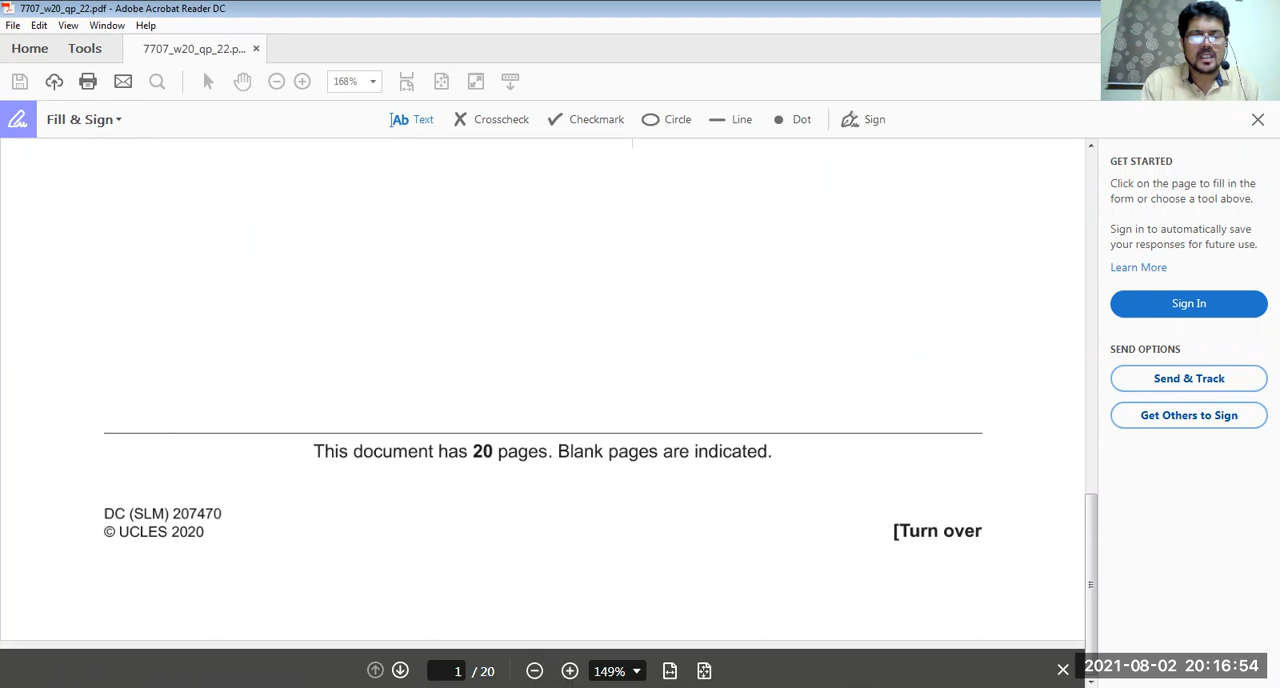 7707_w20_qp_22.pdf - Adobe Acrobat Reader DC
File Edit View Window Help
Home Tools 7707_w20_qp_22.p... ×
168%
Fill & Sign Ab Text Crosscheck Checkmark Circle Line Dot Sign
GET STARTED
Click on the page to fill in the
form or choose a tool above.
Sign in to automatically save
your responses for future use.
Learn More
Sign In
SEND OPTIONS
Send & Track
Get Others to Sign
This document has 20 pages. Blank pages are indicated.
DC (SLM) 207470
© UCLES 2020
[Turn over
1 / 20 149%
2021-08-02 20:16:54